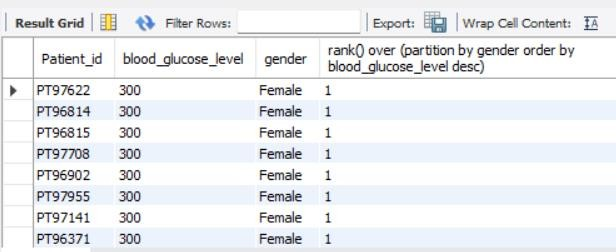 Result Grid Filter Rows: Export: Wrap Cell Content: IA
Patient_id blood_glucose_level gender rank() over (partition by gender order by
blood_glucose_level desc)
PT97622 300 Female 1
PT96814 300 Female 1
PT96815 300 Female 1
PT97708 300 Female 1
PT96902 300 Female 1
PT97955 300 Female 1
PT97141 300 Female 1
PT96371 300 Female 1